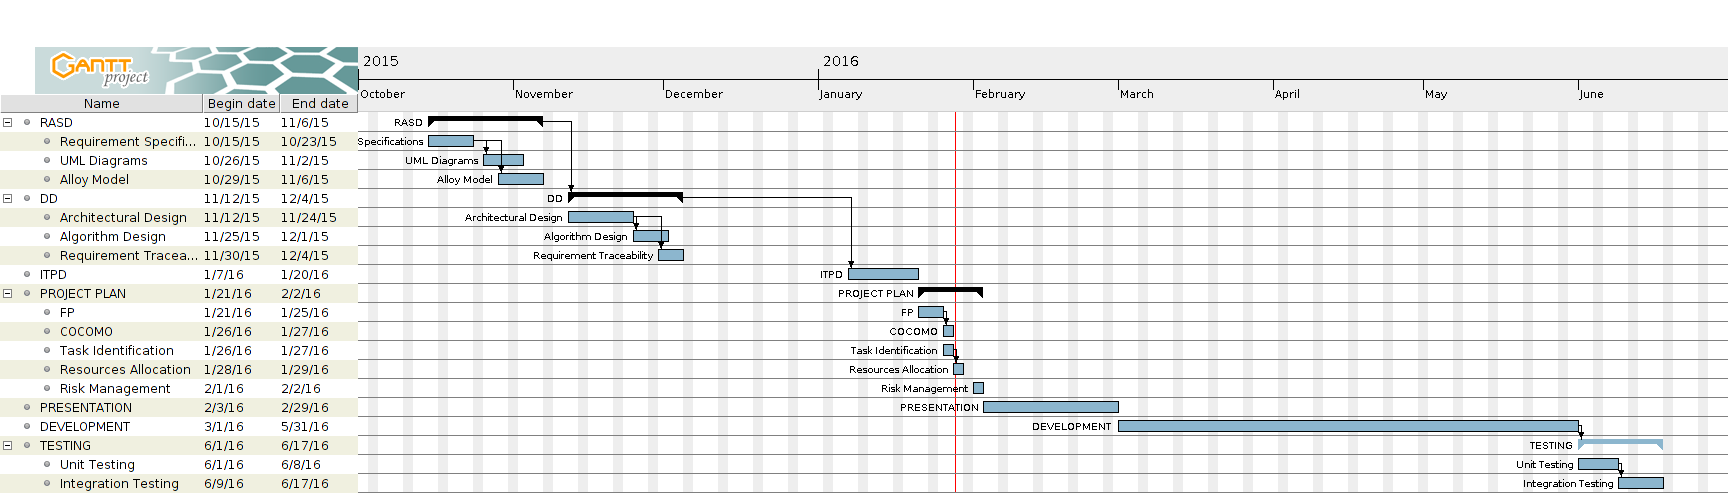 GANTT
project
2015
2016
Name Begin date End date
October November December January February March April May June
RASD 10/15/15 11/6/15 RASD
Requirement Specifi... 10/15/15 10/23/15 Specifications
UML Diagrams 10/26/15 11/2/15 UML Diagrams
Alloy Model 10/29/15 11/6/15 Alloy Model
DD 11/12/15 12/4/15 DD
Architectural Design 11/12/15 11/24/15 Architectural Design
Algorithm Design 11/25/15 12/1/15 Algorithm Design
Requirement Tracea... 11/30/15 12/4/15 Requirement Traceability
ITPD 1/7/16 1/20/16 ITPD
PROJECT PLAN 1/21/16 2/2/16 PROJECT PLAN
FP 1/21/16 1/25/16 FP
COCOMO 1/26/16 1/27/16 COCOMO
Task Identification 1/26/16 1/27/16 Task Identification
Resources Allocation 1/28/16 1/29/16 Resources Allocation
Risk Management 2/1/16 2/2/16 Risk Management
PRESENTATION 2/3/16 2/29/16 PRESENTATION
DEVELOPMENT 3/1/16 5/31/16 DEVELOPMENT
TESTING 6/1/16 6/17/16 TESTING
Unit Testing 6/1/16 6/8/16 Unit Testing
Integration Testing 6/9/16 6/17/16 Integration Testing